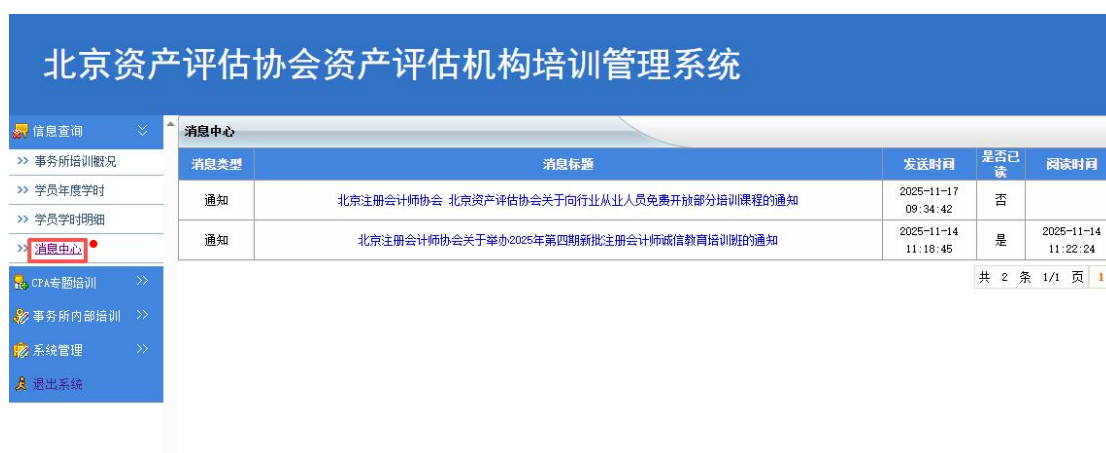 北京资产评估协会资产评估机构培训管理系统
信息查询
事务所培训概况
学员年度学时
学员学时明细
消息中心
CPA专题培训
事务所内部培训
系统管理
退出系统
消息中心
消息类型 消息标题 发送时间 是否已读 阅读时间
通知 北京注册会计师协会 北京资产评估协会关于向行业从业人员免费开放部分培训课程的通知 2025-11-17 09:34:42 否
通知 北京注册会计师协会关于举办2025年第四期新批注册会计师诚信教育培训班的通知 2025-11-14 11:18:45 是 2025-11-14 11:22:24
共 2 条 1/1 页 1